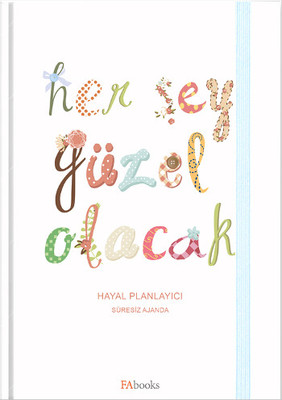 her şey
güzel
olacak
HAYAL PLANLAYICI
SÜRESİZ AJANDA
FAbooks